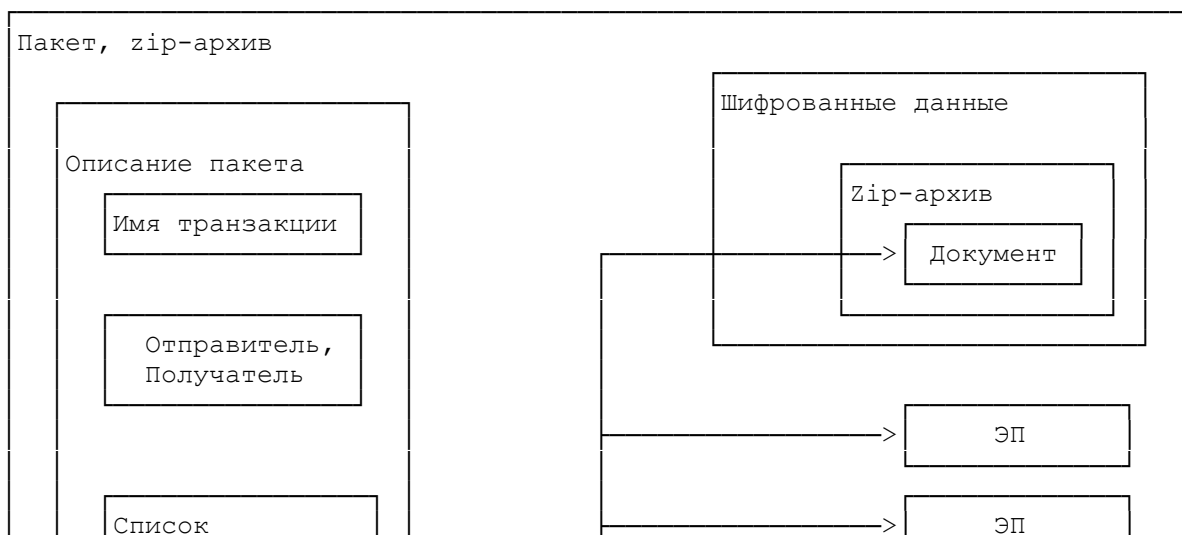 Пакет, zip-архив
Шифрованные данные
Описание пакета
Zip-архив
Имя транзакции
> Документ
Отправитель,
Получатель
> ЭП
Список
> ЭП